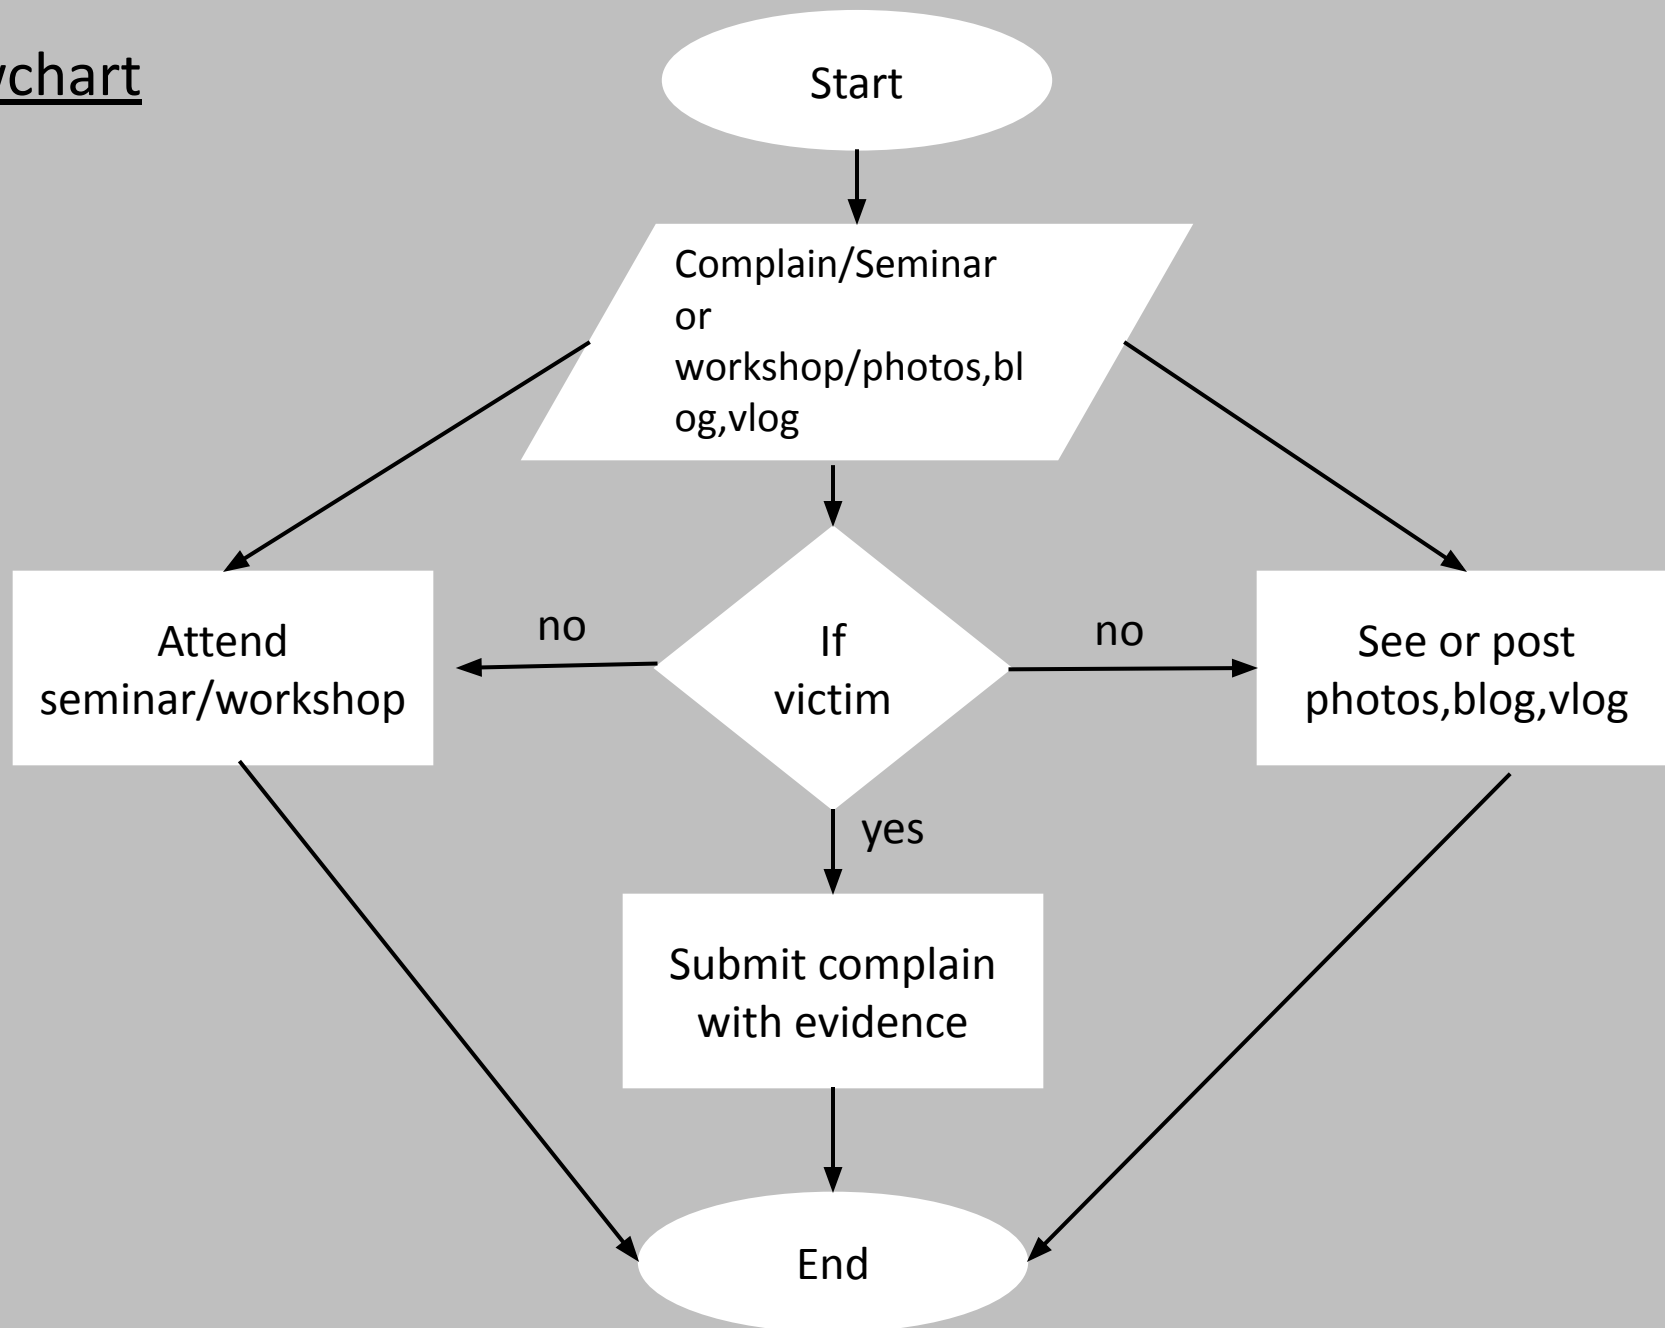 wchart
Start
Complain/Seminar
or
workshop/photos,bl
og,vlog
Attend
seminar/workshop
no
If
victim
no
See or post
photos,blog,vlog
yes
Submit complain
with evidence
End